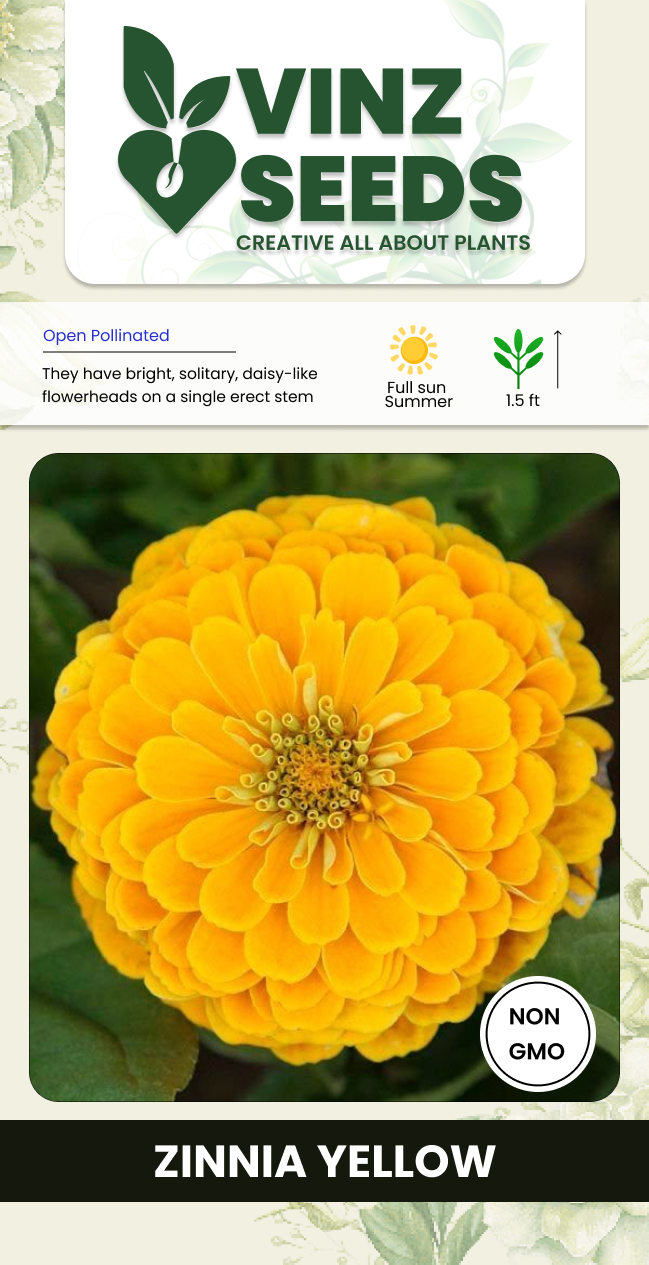 VINZ
SEEDS
CREATIVE ALL ABOUT PLANTS
Open Pollinated
They have bright, solitary, daisy-like
flowerheads on a single erect stem
Full sun
Summer
1.5 ft
NON
GMO
ZINNIA YELLOW